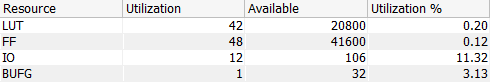 Resource Utilization Available Utilization %
LUT 42 20800 0.20
FF 48 41600 0.12
IO 12 106 11.32
BUFG 1 32 3.13